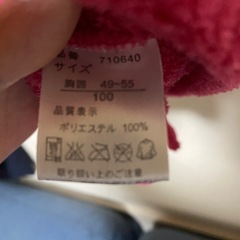 品番 710640
サイズ
胸囲 49-55
100
品質表示
ポリエステル 100%
取り扱い上のご注意